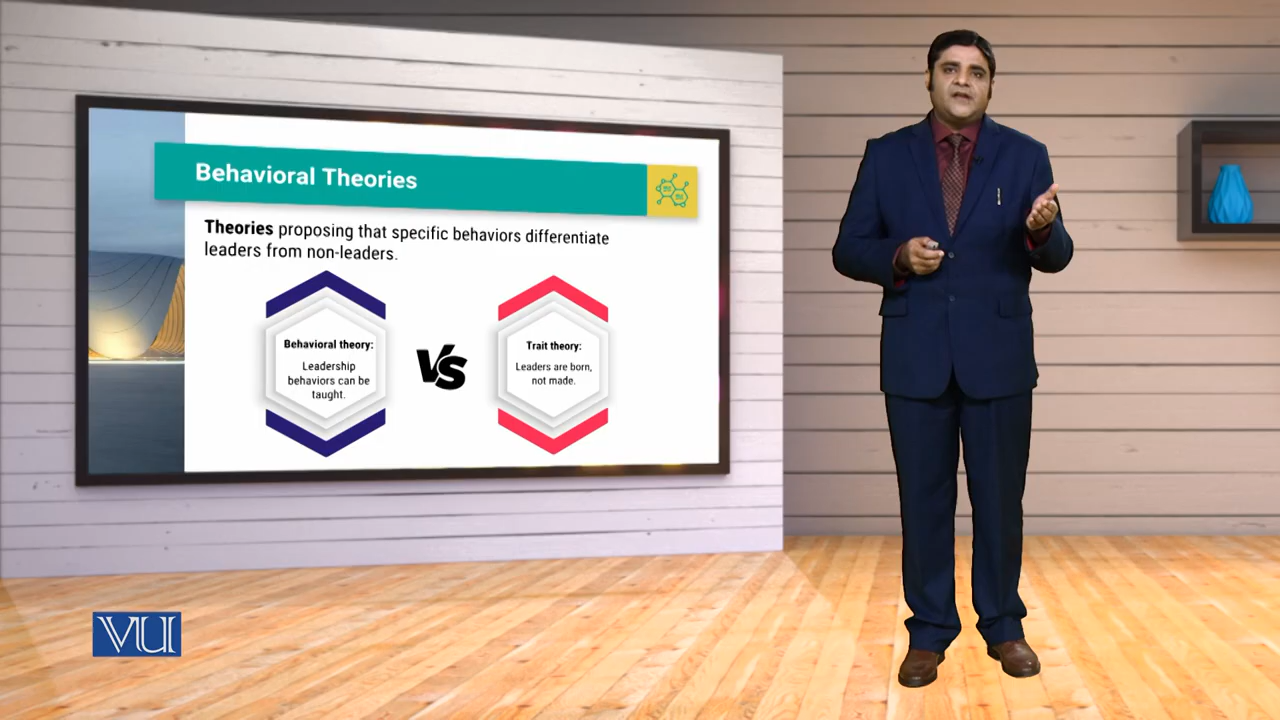 Behavioral Theories
Theories proposing that specific behaviors differentiate
leaders from non-leaders.
Behavioral theory:
Leadership
behaviors can be
taught.
VS
Trait theory:
Leaders are born,
not made.
VU